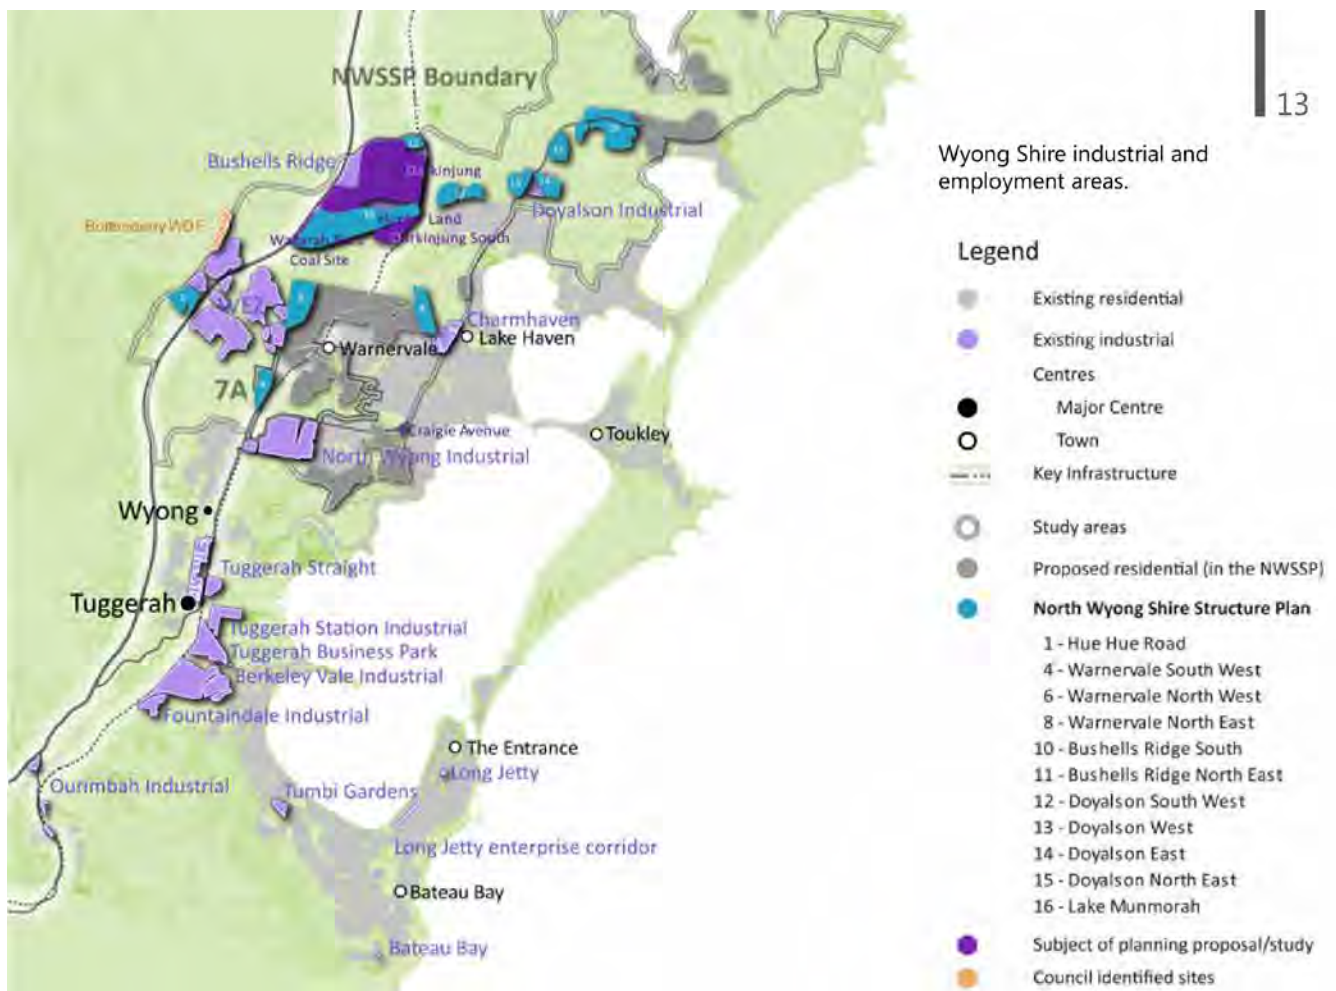 13
NWSSP Boundary
Wyong Shire industrial and
employment areas.
Bushells Ridge
Doyalson Industrial
Land
Darkinjung South
Coal Site
Charmhaven
Lake Haven
Warnervale
7A
Craigie Avenue
Toukley
North Wyong Industrial
Wyong
Tuggerah Straight
Tuggerah
Tuggerah Station Industrial
Tuggerah Business Park
Berkeley Vale Industrial
Fountaindale Industrial
The Entrance
Long Jetty
Ourimbah Industrial
Tumbi Gardens
Long Jetty enterprise corridor
Bateau Bay
Bateau Bay
Legend
Existing residential
Existing industrial
Centres
Major Centre
Town
Key Infrastructure
Study areas
Proposed residential (in the NWSSP)
North Wyong Shire Structure Plan
1 - Hue Hue Road
4 - Warnervale South West
6 - Warnervale North West
8 - Warnervale North East
10 - Bushells Ridge South
11 - Bushells Ridge North East
12 - Doyalson South West
13 - Doyalson West
14 - Doyalson East
15 - Doyalson North East
16 - Lake Munmorah
Subject of planning proposal/study
Council identified sites